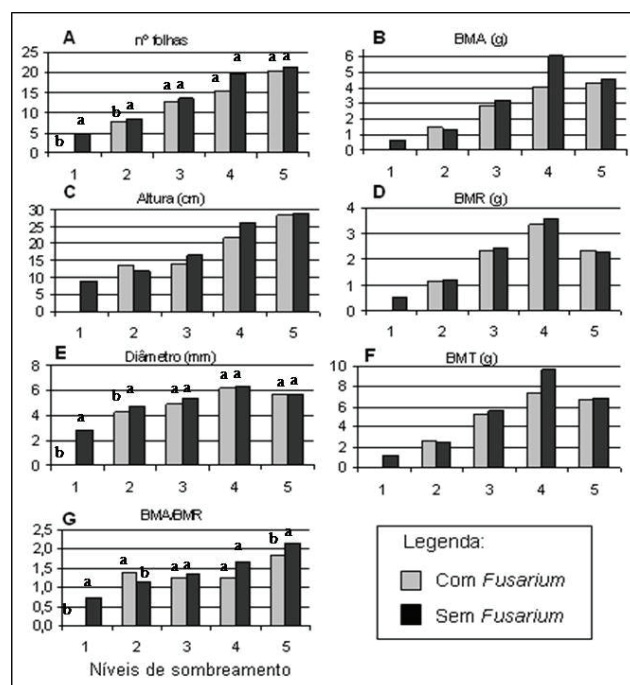 A
nº folhas
b a b a a a a a a a
25
20
15
10
5
0
1 2 3 4 5
B
BMA (g)
6
5
4
3
2
1
0
1 2 3 4 5
C
Altura (cm)
30
25
20
15
10
5
0
1 2 3 4 5
D
BMR (g)
4
3
2
1
0
1 2 3 4 5
E
Diâmetro (mm)
b a b a a a a a a a
8
6
4
2
0
1 2 3 4 5
F
BMT (g)
10
8
6
4
2
0
1 2 3 4 5
G
BMA/BMR
b a a b a a a a b a
2,5
2,0
1,5
1,0
0,5
0,0
1 2 3 4 5
Níveis de sombreamento
Legenda:
Com Fusarium
Sem Fusarium